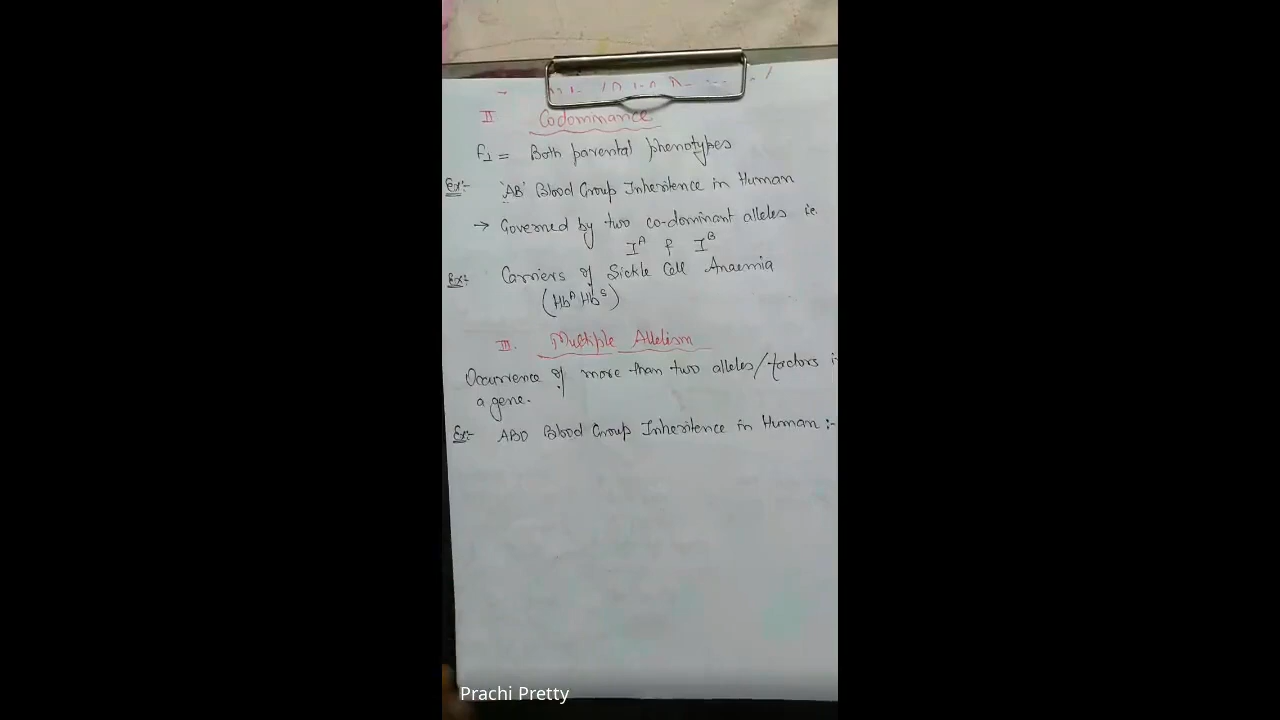 II Codominance
F1 = Both parental phenotypes
Ex:- 'AB' Blood Group Inheritence in Human
→ Governed by two co-dominant alleles ie.
I^A & I^B
Ex:- Carriers of Sickle Cell Anaemia
(Hb^A Hb^S)
III. Multiple Allelism
Occurrence of more than two alleles/factors i
a gene.
Ex:- ABO Blood Group Inheritence in Human :-
Prachi Pretty